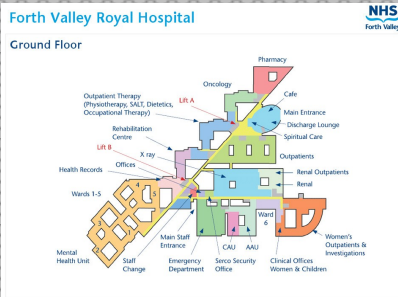 Forth Valley Royal Hospital
NHS
Forth Valley
Ground Floor
Pharmacy
Oncology
Cafe
Lift A
Main Entrance
Outpatient Therapy
(Physiotherapy, SALT, Dietetics,
Occupational Therapy)
Discharge Lounge
Spiritual Care
Rehabilitation
Centre
Lift B
X ray
Outpatients
Offices
Health Records
Renal Outpatients
Renal
Wards 1-5
4
5
3
2
1
Ward
6
Main Staff
Entrance
CAU
AAU
Women's
Outpatients &
Investigations
Mental
Health Unit
Staff
Change
Emergency
Department
Serco Security
Office
Clinical Offices
Women & Children